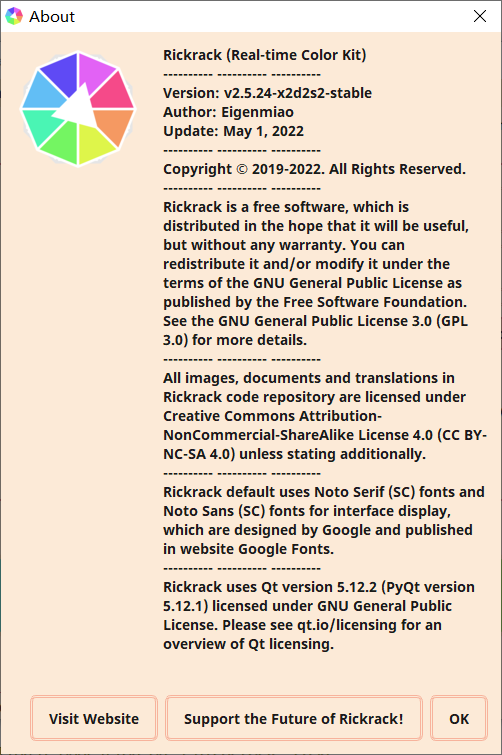 About
Rickrack (Real-time Color Kit)
---------- ---------- ----------
Version: v2.5.24-x2d2s2-stable
Author: Eigenmiao
Update: May 1, 2022
---------- ---------- ----------
Copyright © 2019-2022. All Rights Reserved.
---------- ---------- ----------
Rickrack is a free software, which is
distributed in the hope that it will be useful,
but without any warranty. You can
redistribute it and/or modify it under the
terms of the GNU General Public License as
published by the Free Software Foundation.
See the GNU General Public License 3.0 (GPL
3.0) for more details.
---------- ---------- ----------
All images, documents and translations in
Rickrack code repository are licensed under
Creative Commons Attribution-
NonCommercial-ShareAlike License 4.0 (CC BY-
NC-SA 4.0) unless stating additionally.
---------- ---------- ----------
Rickrack default uses Noto Serif (SC) fonts and
Noto Sans (SC) fonts for interface display,
which are designed by Google and published
in website Google Fonts.
---------- ---------- ----------
Rickrack uses Qt version 5.12.2 (PyQt version
5.12.1) licensed under GNU General Public
License. Please see qt.io/licensing for an
overview of Qt licensing.
Visit Website
Support the Future of Rickrack!
OK